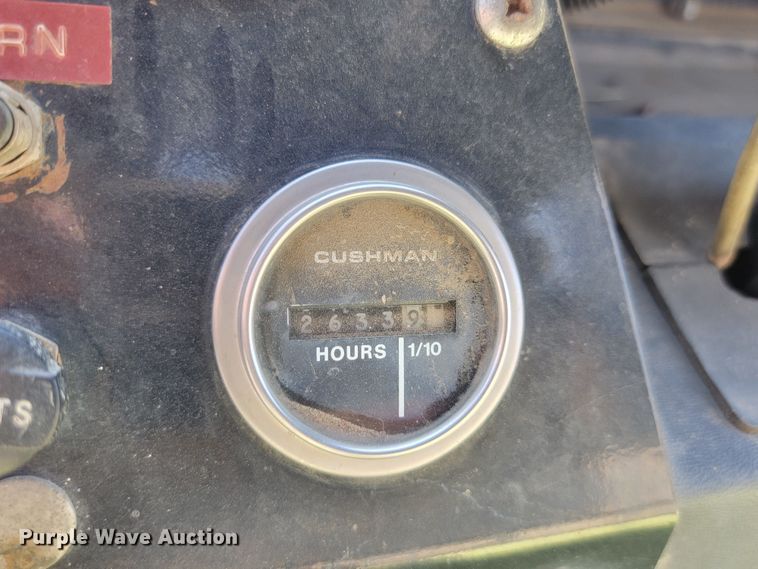 RN
CUSHMAN
26339
HOURS 1/10
TS
Purple Wave Auction